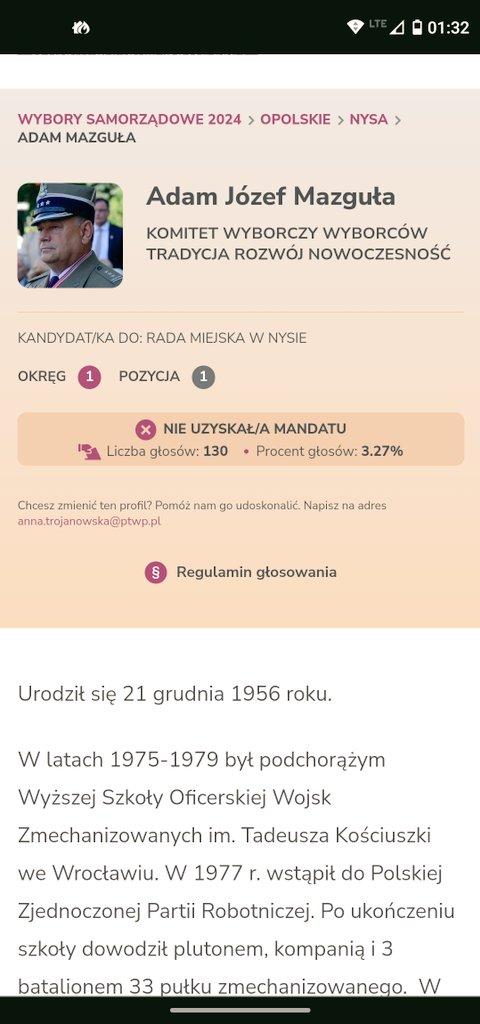 LTE 01:32
WYBORY SAMORZĄDOWE 2024 > OPOLSKIE > NYSA >
ADAM MAZGUŁA
Adam Józef Mazguła
KOMITET WYBORCZY WYBORCÓW
TRADYCJA ROZWÓJ NOWOCZESNOŚĆ
KANDYDAT/KA DO: RADA MIEJSKA W NYSIE
OKRĘG 1 POZYCJA 1
NIE UZYSKAŁ/A MANDATU
Liczba głosów: 130 • Procent głosów: 3.27%
Chcesz zmienić ten profil? Pomóż nam go udoskonalić. Napisz na adres
anna.trojanowska@ptwp.pl
§ Regulamin głosowania
Urodził się 21 grudnia 1956 roku.
W latach 1975-1979 był podchorążym
Wyższej Szkoły Oficerskiej Wojsk
Zmechanizowanych im. Tadeusza Kościuszki
we Wrocławiu. W 1977 r. wstąpił do Polskiej
Zjednoczonej Partii Robotniczej. Po ukończeniu
szkoły dowodził plutonem, kompanią i 3
batalionem 33 pułku zmechanizowanego. W